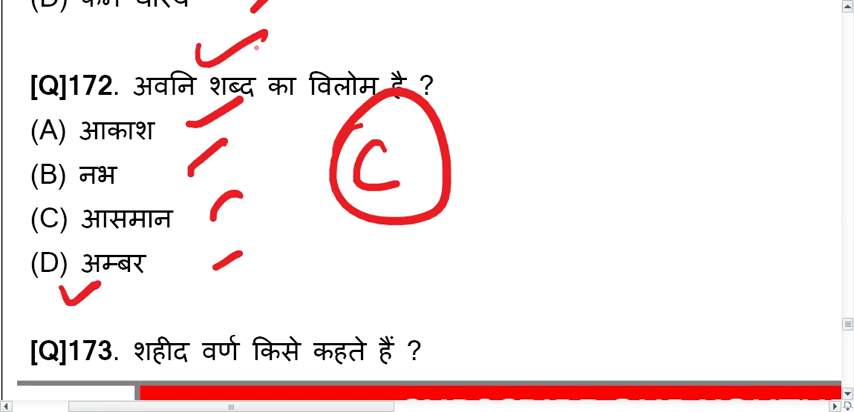 [Q]172. अवनि शब्द का विलोम है ?
(A) आकाश
(B) नभ
(C) आसमान
(D) अम्बर
C
[Q]173. शहीद वर्ण किसे कहते हैं ?